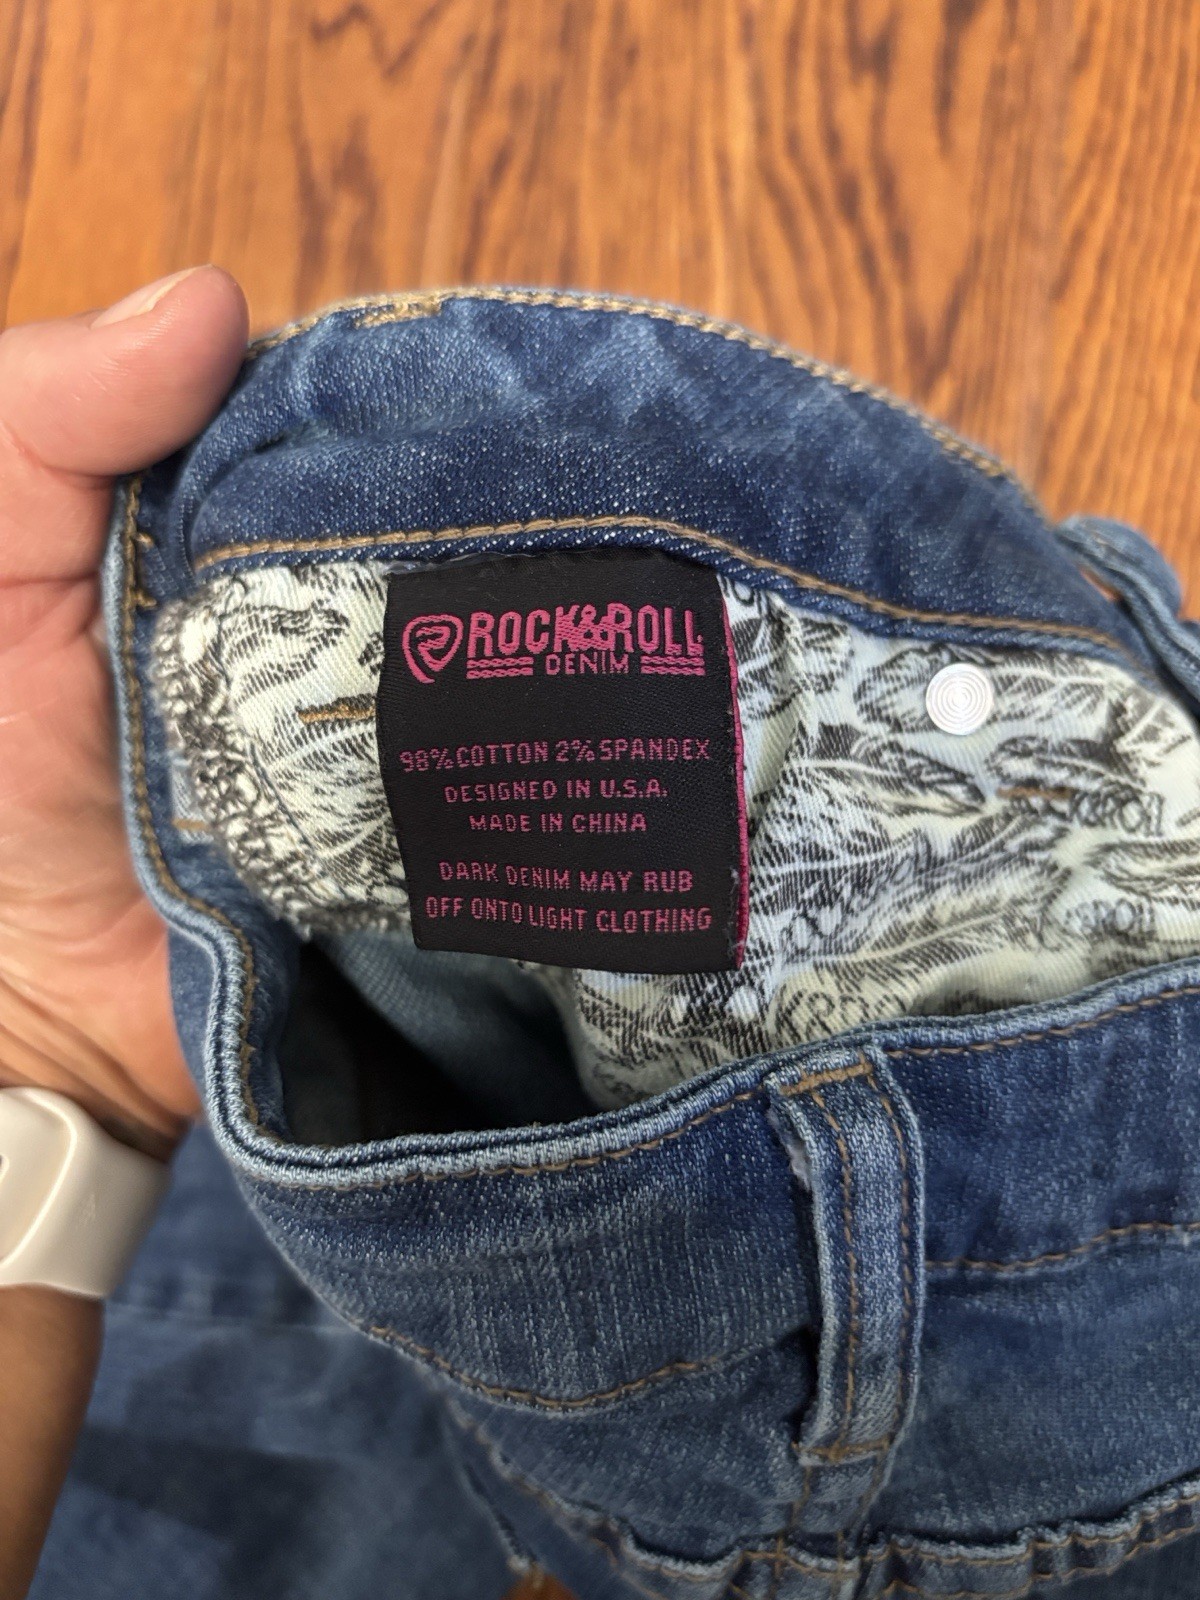 ROCK&ROLL
DENIM
98% COTTON 2% SPANDEX
DESIGNED IN U.S.A.
MADE IN CHINA
DARK DENIM MAY RUB
OFF ONTO LIGHT CLOTHING